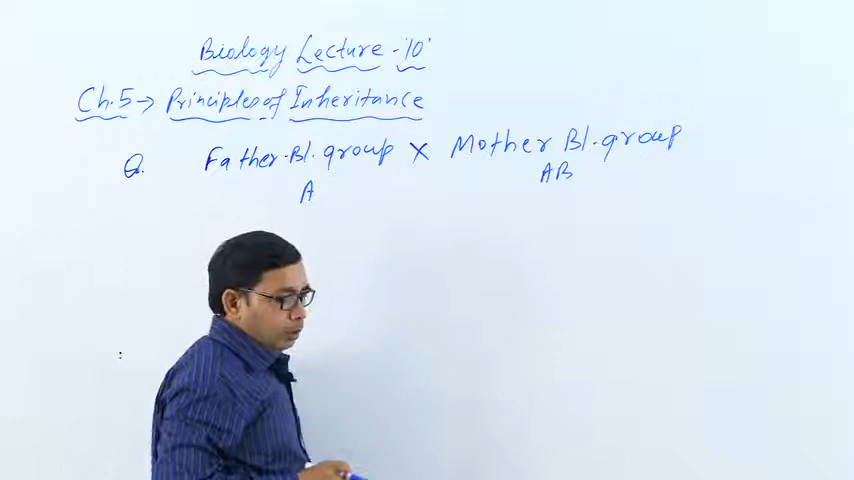 Biology Lecture - '10'
Ch. 5 → Principles of Inheritance
Q. Father. Bl. group X Mother Bl. group
A AB